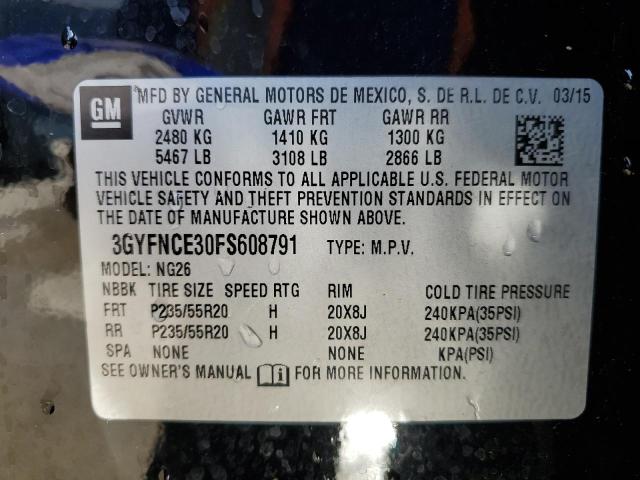 GM MFD BY GENERAL MOTORS DE MEXICO, S. DE R.L. DE C.V. 03/15
GVWR GAWR FRT GAWR RR
2480 KG 1410 KG 1300 KG
5467 LB 3108 LB 2866 LB
THIS VEHICLE CONFORMS TO ALL APPLICABLE U.S. FEDERAL MOTOR
VEHICLE SAFETY AND THEFT PREVENTION STANDARDS IN EFFECT ON
THE DATE OF MANUFACTURE SHOWN ABOVE.
3GYFNCE30FS608791 TYPE: M.P.V.
MODEL: NG26
NBBK TIRE SIZE SPEED RTG RIM COLD TIRE PRESSURE
FRT P235/55R20 H 20X8J 240KPA(35PSI)
RR P235/55R20 H 20X8J 240KPA(35PSI)
SPA NONE NONE KPA(PSI)
SEE OWNER'S MANUAL FOR MORE INFORMATION.